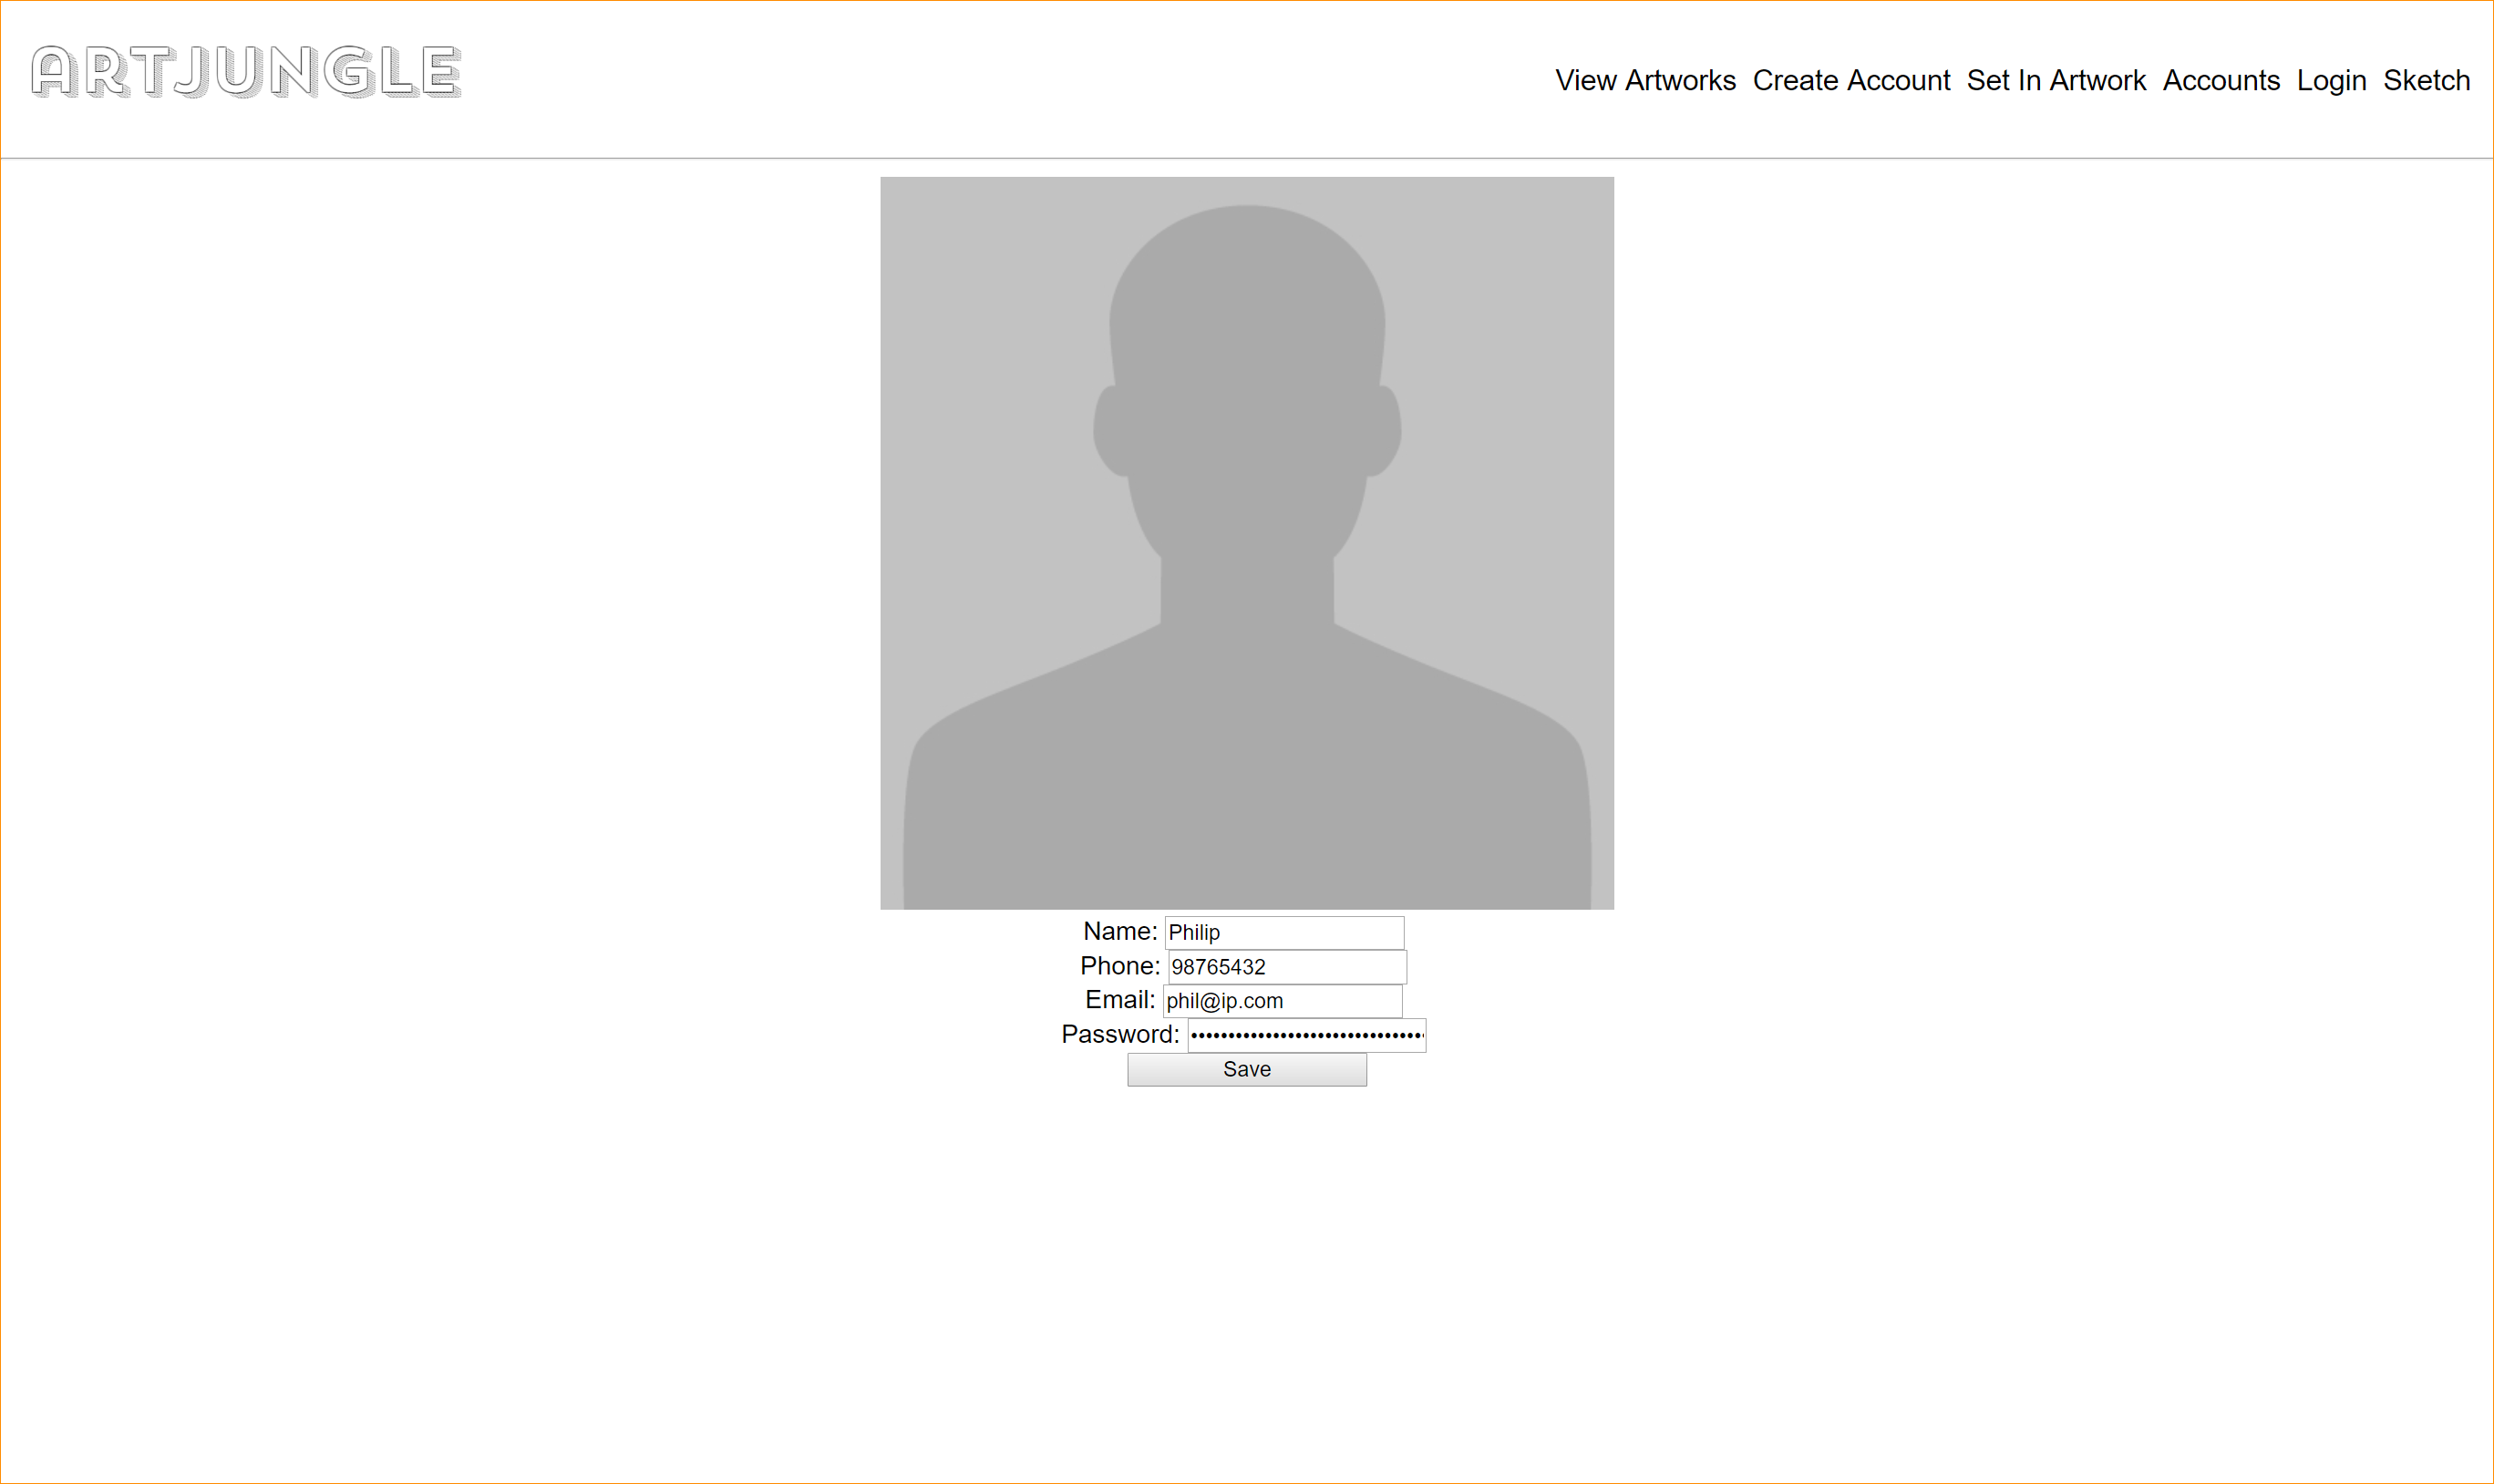 ARTJUNGLE
View Artworks Create Account Set In Artwork Accounts Login Sketch
Name: Philip
Phone: 98765432
Email: phil@ip.com
Password: ••••••••••••••••••••••••••••••••
Save